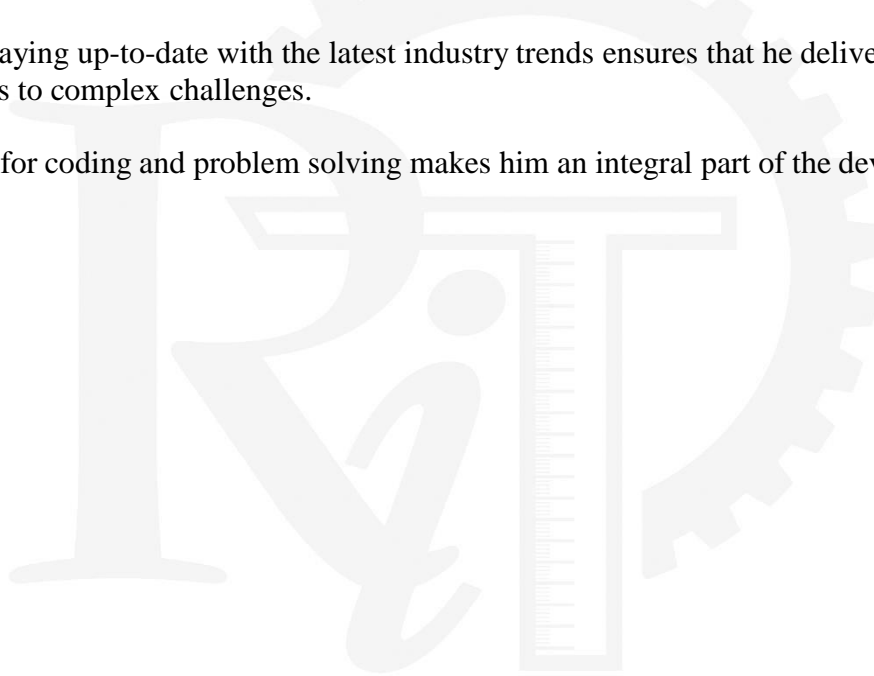 aying up-to-date with the latest industry trends ensures that he delive
s to complex challenges.
for coding and problem solving makes him an integral part of the dev
RiT